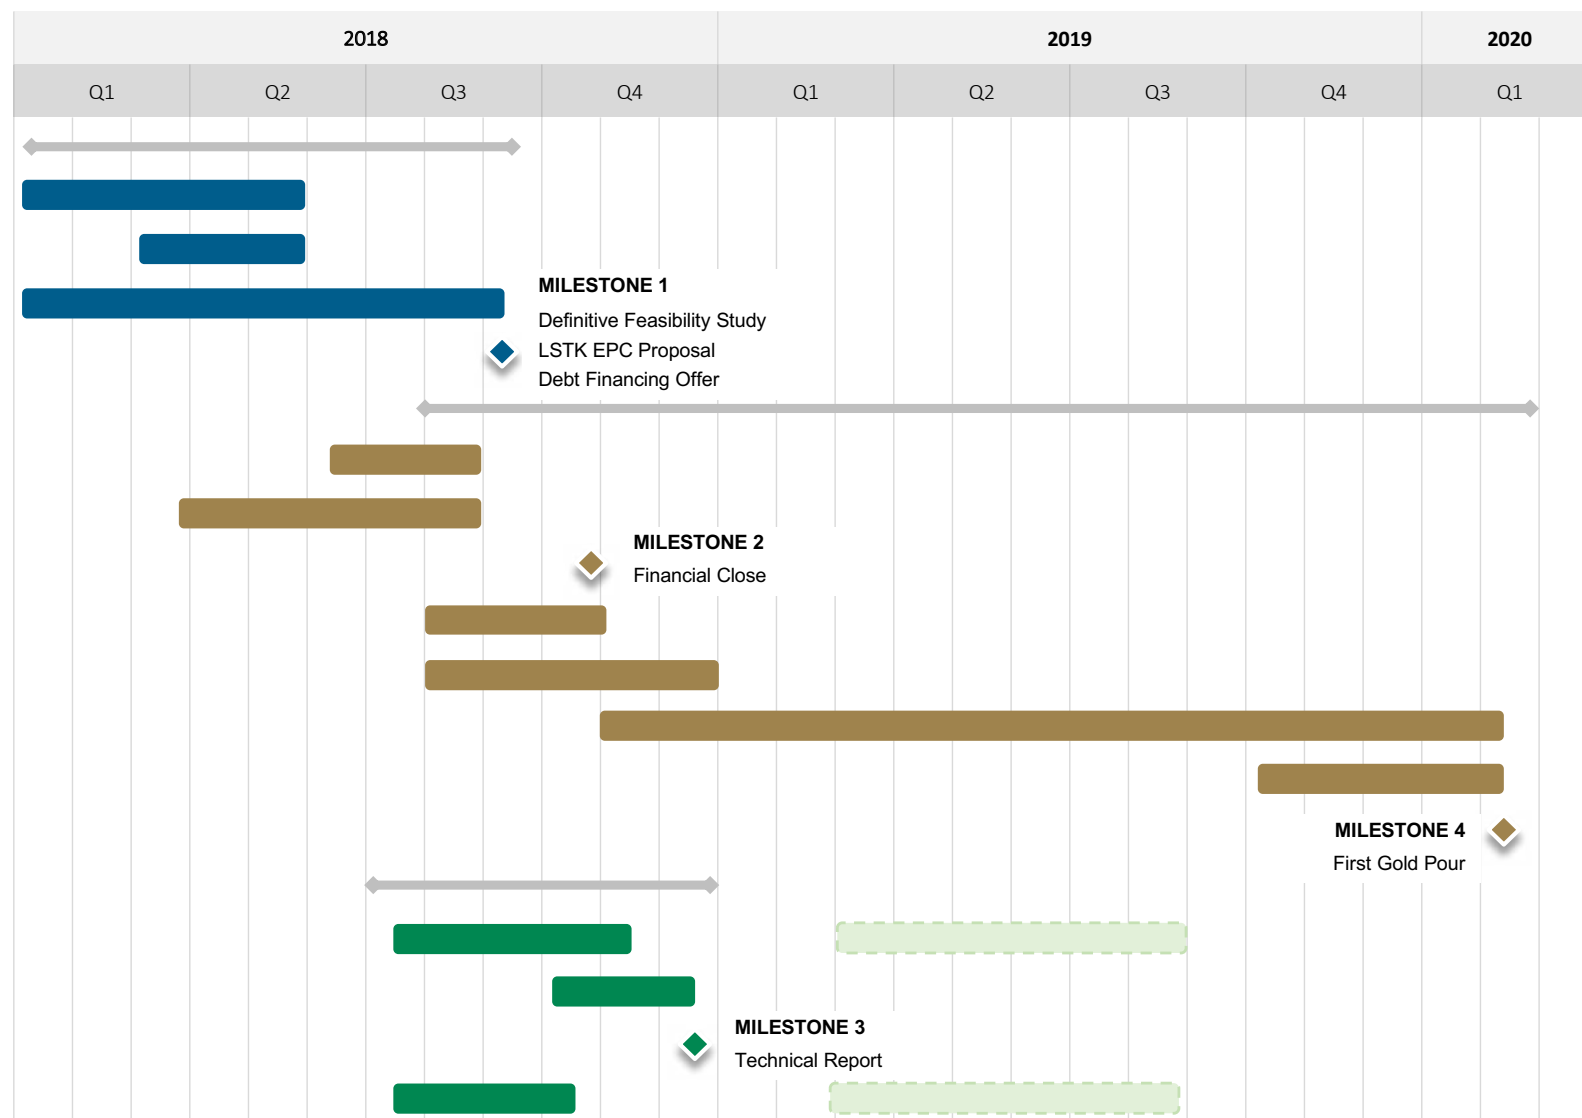 2018 2019 2020
Q1 Q2 Q3 Q4 Q1 Q2 Q3 Q4 Q1
MILESTONE 1
Definitive Feasibility Study
LSTK EPC Proposal
Debt Financing Offer
MILESTONE 2
Financial Close
MILESTONE 4
First Gold Pour
MILESTONE 3
Technical Report